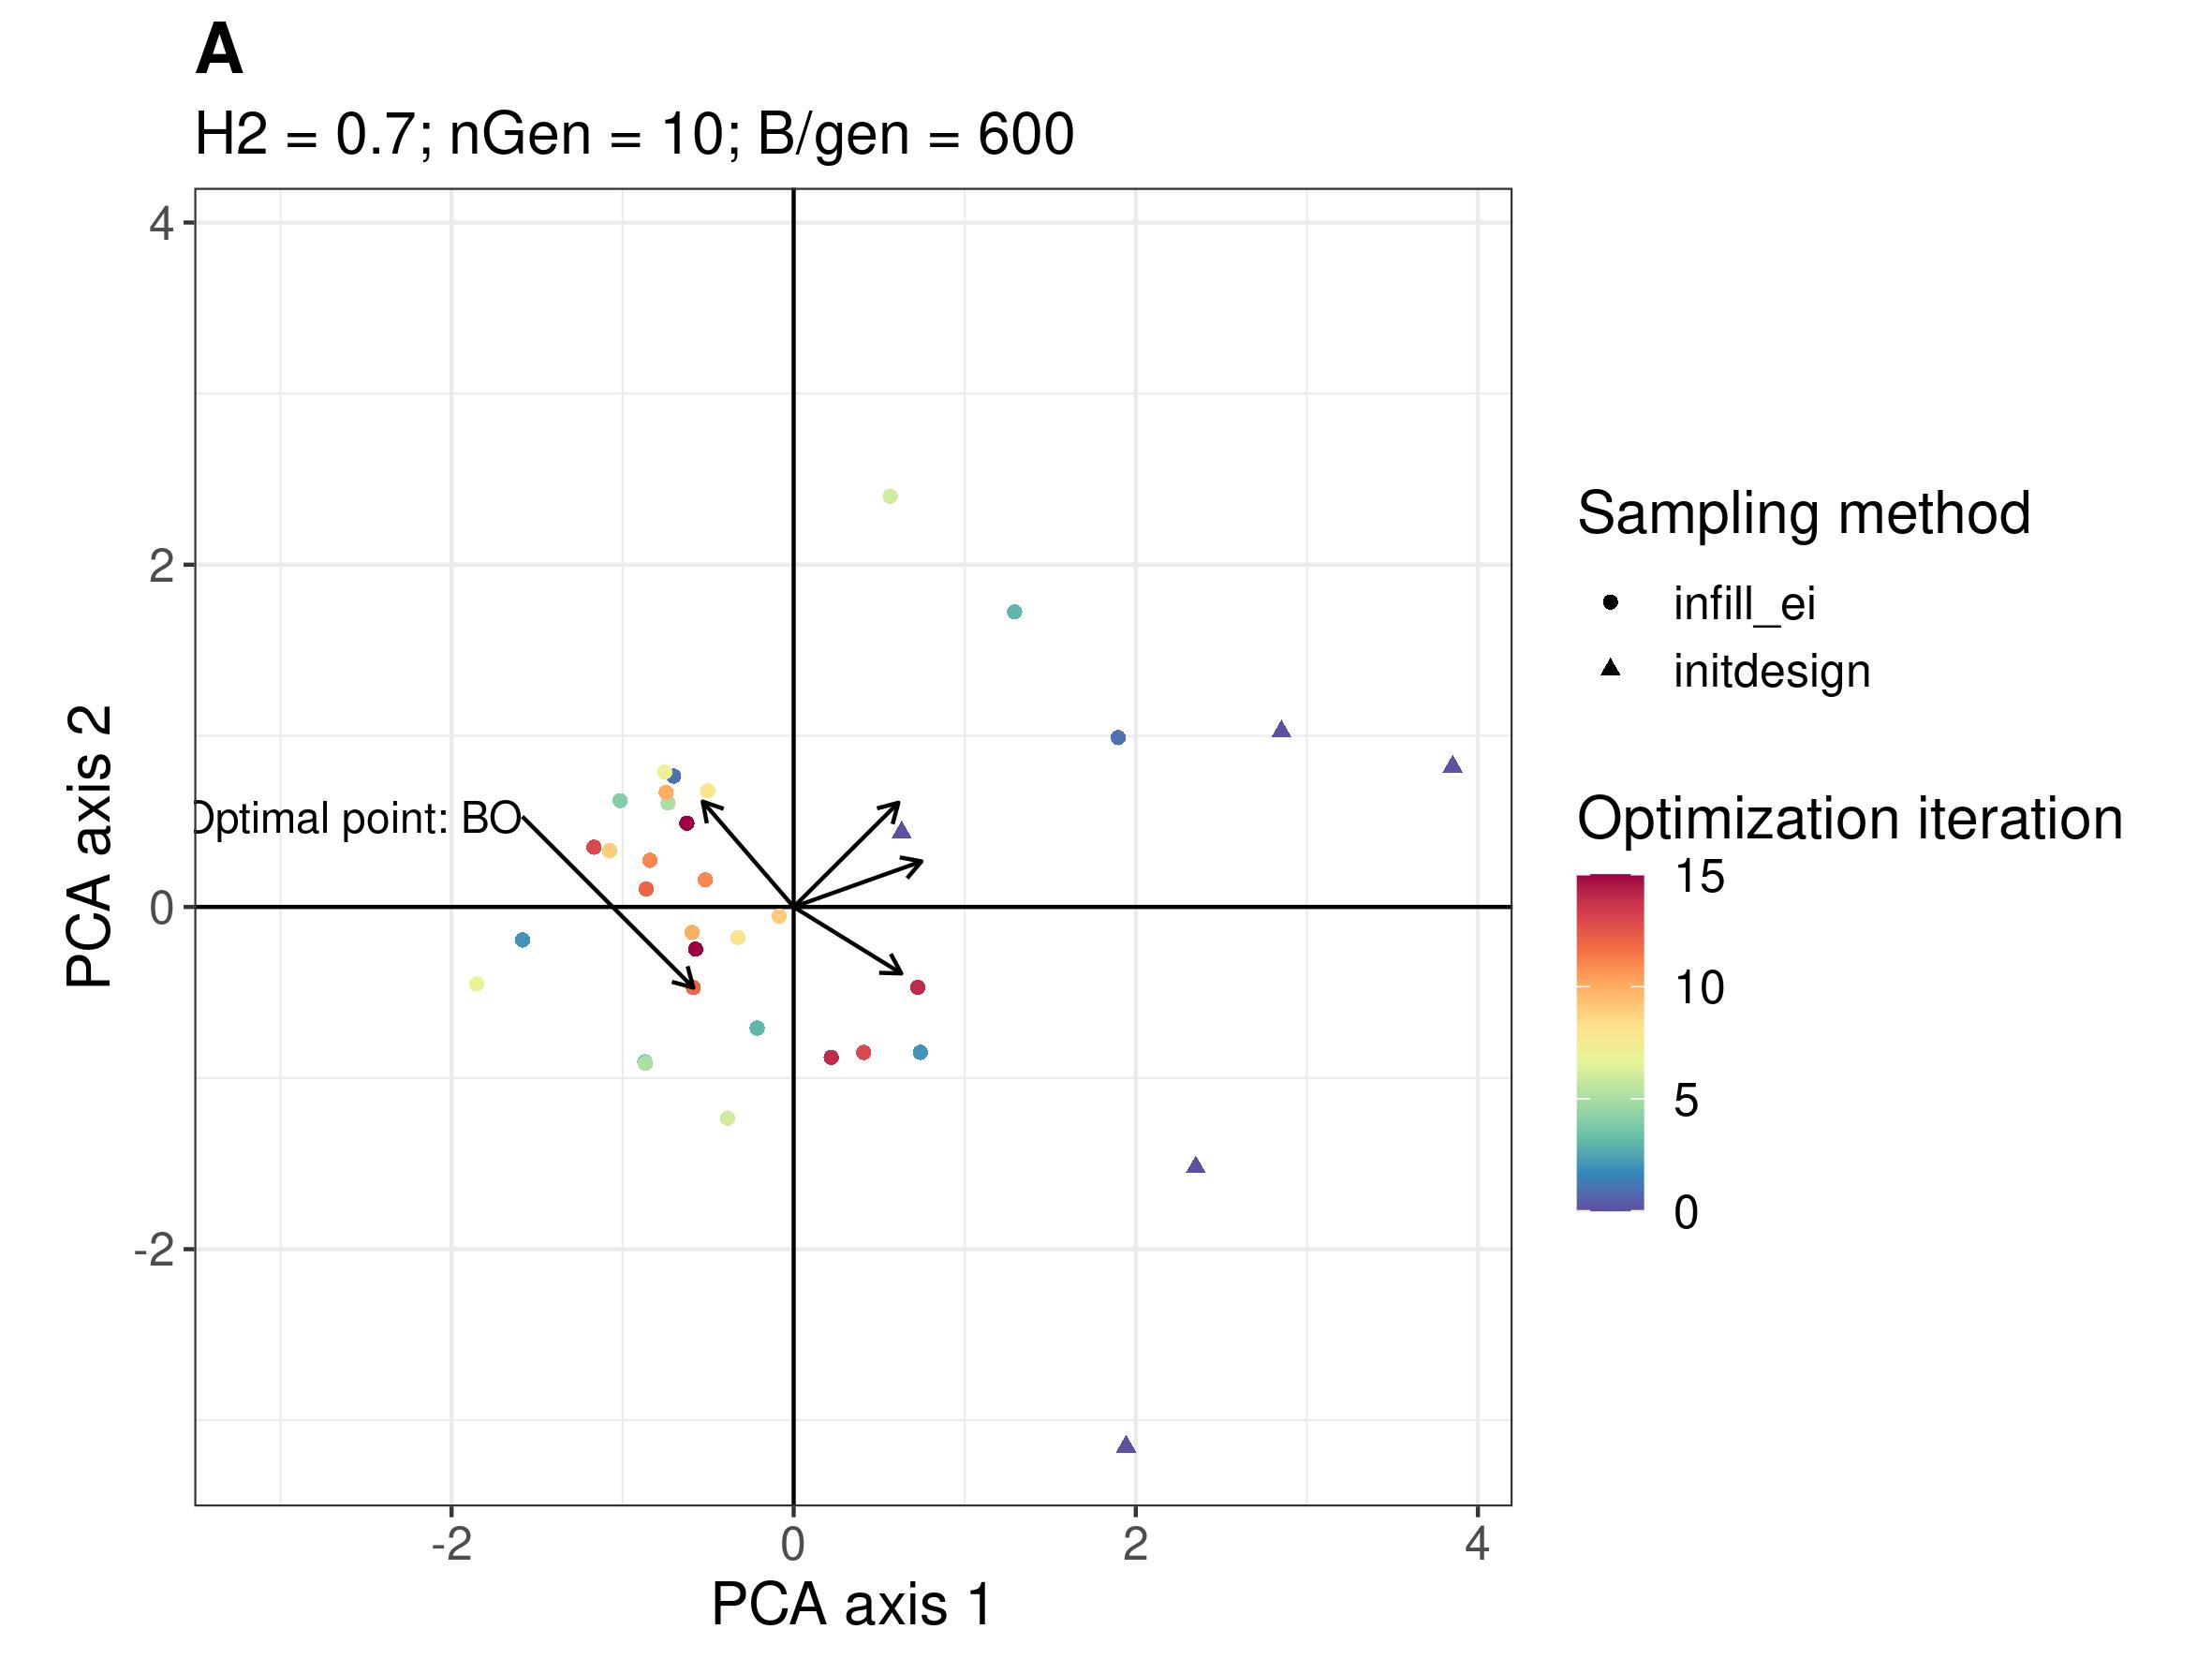 A
H2 = 0.7; nGen = 10; B/gen = 600
4
2
0
-2
PCA axis 2
Optimal point: BO
-2
0
2
4
PCA axis 1
Sampling method
infill_ei
initdesign
Optimization iteration
15
10
5
0